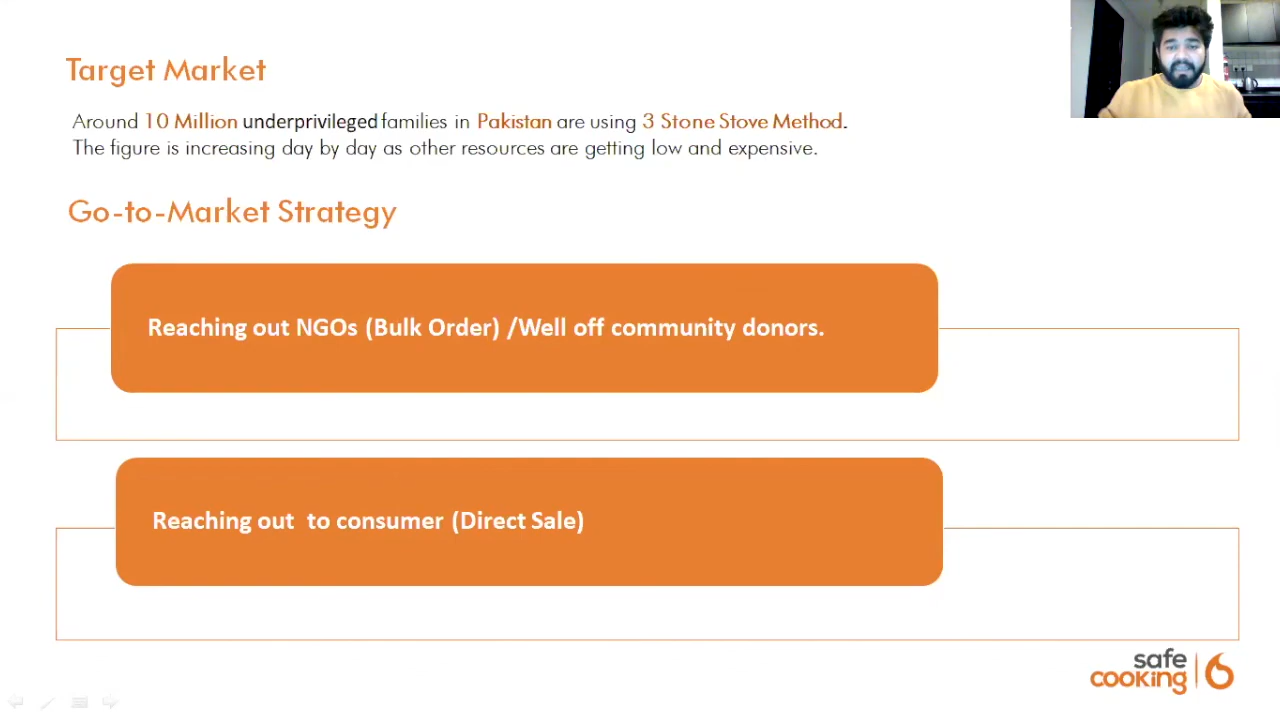 Target Market
Around 10 Million underprivileged families in Pakistan are using 3 Stone Stove Method.
The figure is increasing day by day as other resources are getting low and expensive.
Go-to-Market Strategy
Reaching out NGOs (Bulk Order) /Well off community donors.
Reaching out  to consumer (Direct Sale)
safe
cooking